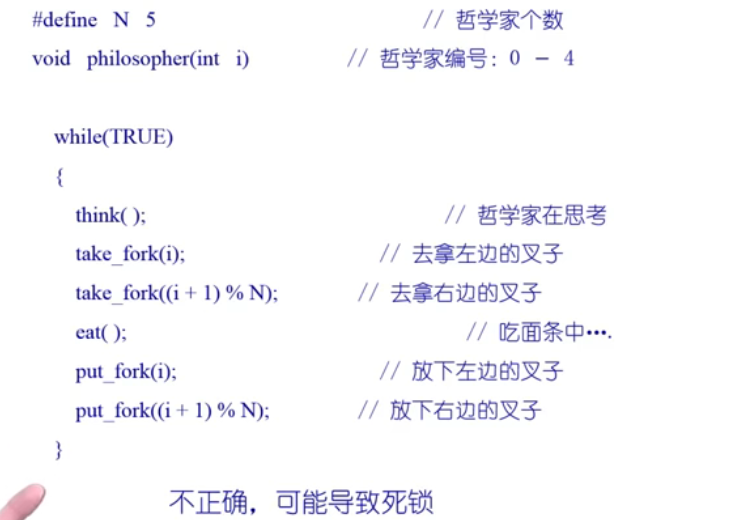 #define N 5 // 哲学家个数
void philosopher(int i) // 哲学家编号: 0 － 4
while(TRUE)
{
think( ); // 哲学家在思考
take_fork(i); // 去拿左边的叉子
take_fork((i + 1) % N); // 去拿右边的叉子
eat( ); // 吃面条中….
put_fork(i); // 放下左边的叉子
put_fork((i + 1) % N); // 放下右边的叉子
}
不正确，可能导致死锁